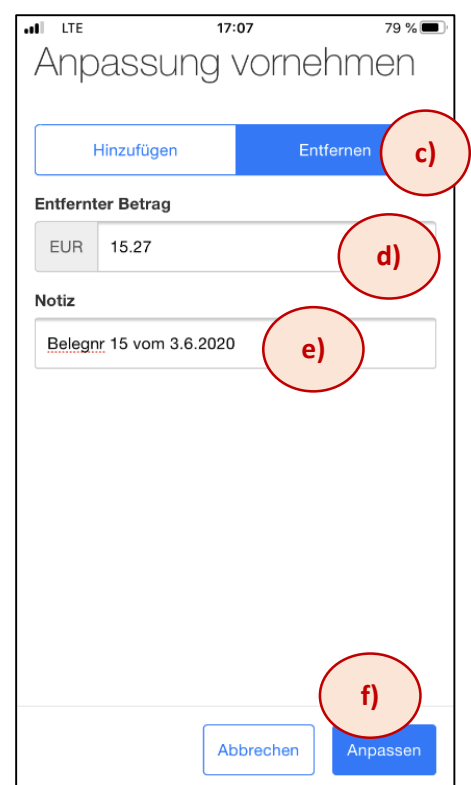 LTE 17:07 79 %
Anpassung vornehmen
Hinzufügen Entfernen c)
Entfernter Betrag
EUR 15.27 d)
Notiz
Belegnr 15 vom 3.6.2020 e)
f)
Abbrechen Anpassen